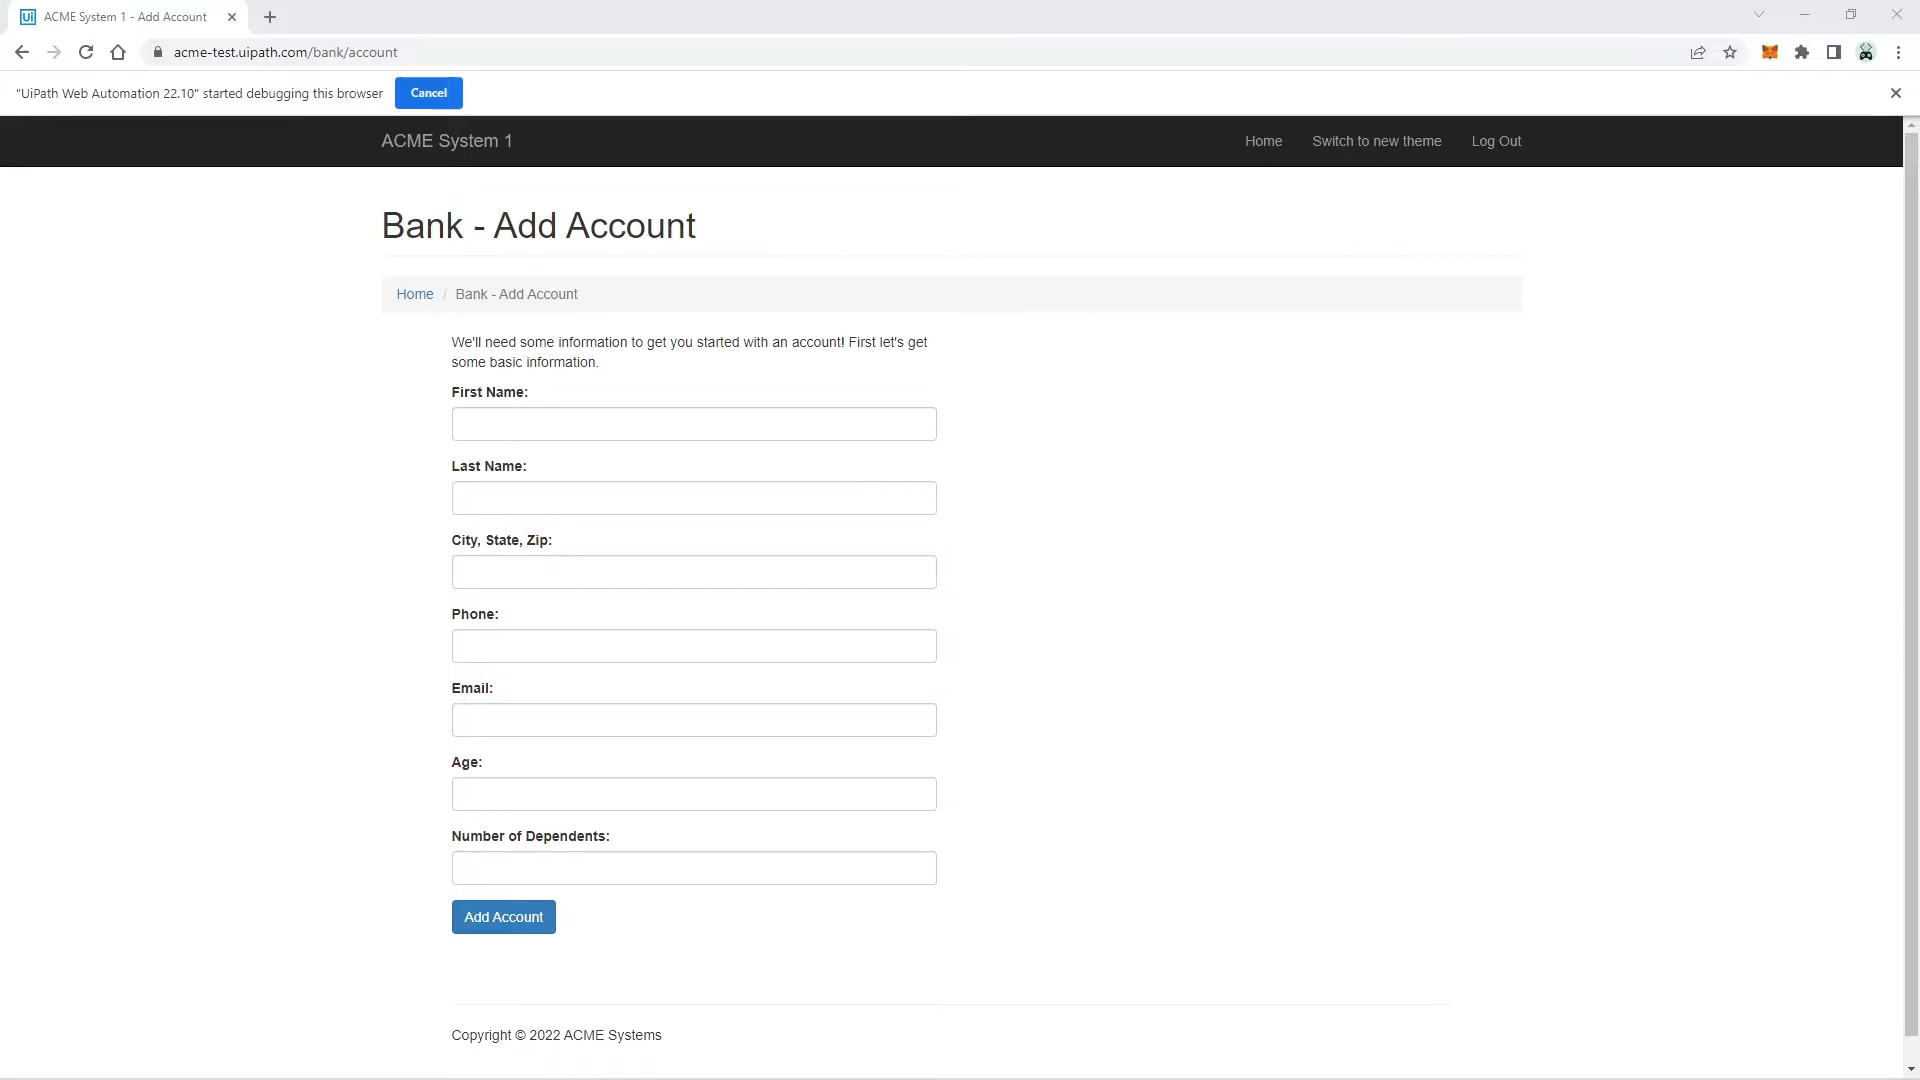 ACME System 1 - Add Account
acme-test.uipath.com/bank/account
"UiPath Web Automation 22.10" started debugging this browser
Cancel
ACME System 1
Home
Switch to new theme
Log Out
Bank - Add Account
Home / Bank - Add Account
We'll need some information to get you started with an account! First let's get
some basic information.
First Name:
Last Name:
City, State, Zip:
Phone:
Email:
Age:
Number of Dependents:
Add Account
Copyright © 2022 ACME Systems